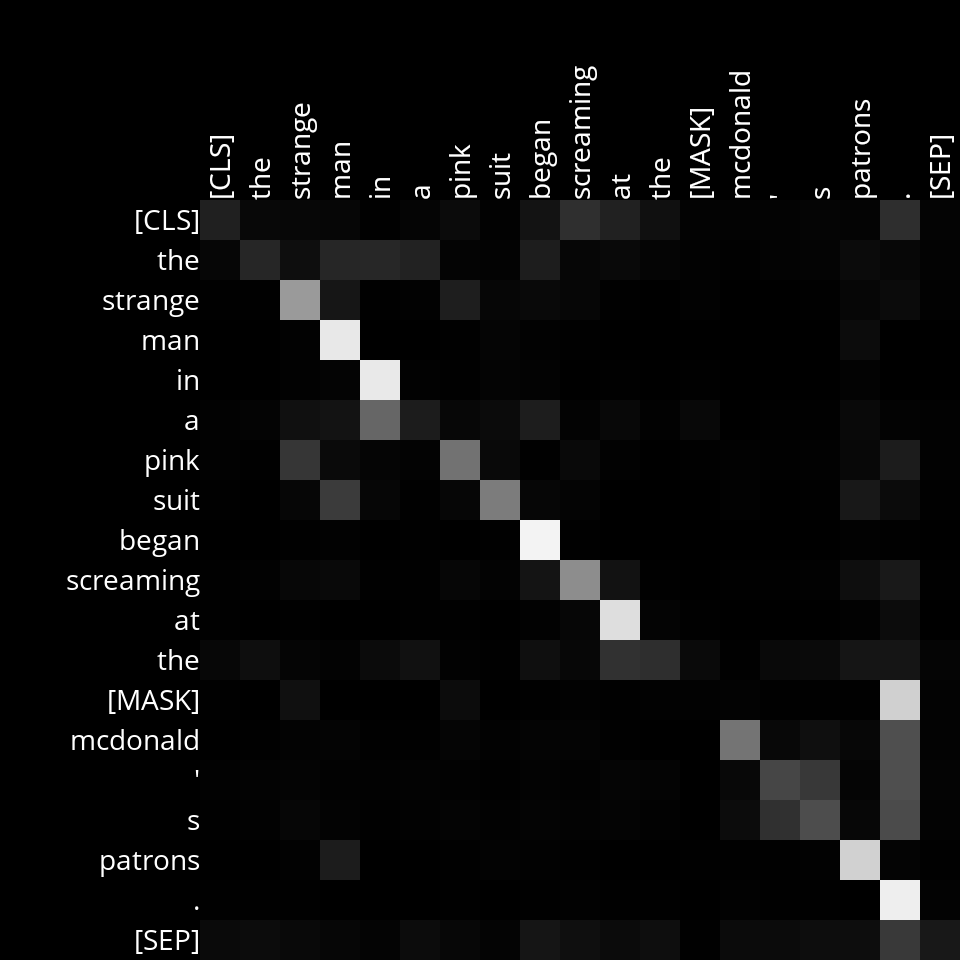 [CLS] the strange man in a pink suit began screaming at the [MASK] mcdonald ' s patrons . [SEP]
[CLS]
the
strange
man
in
a
pink
suit
began
screaming
at
the
[MASK]
mcdonald
'
s
patrons
.
[SEP]